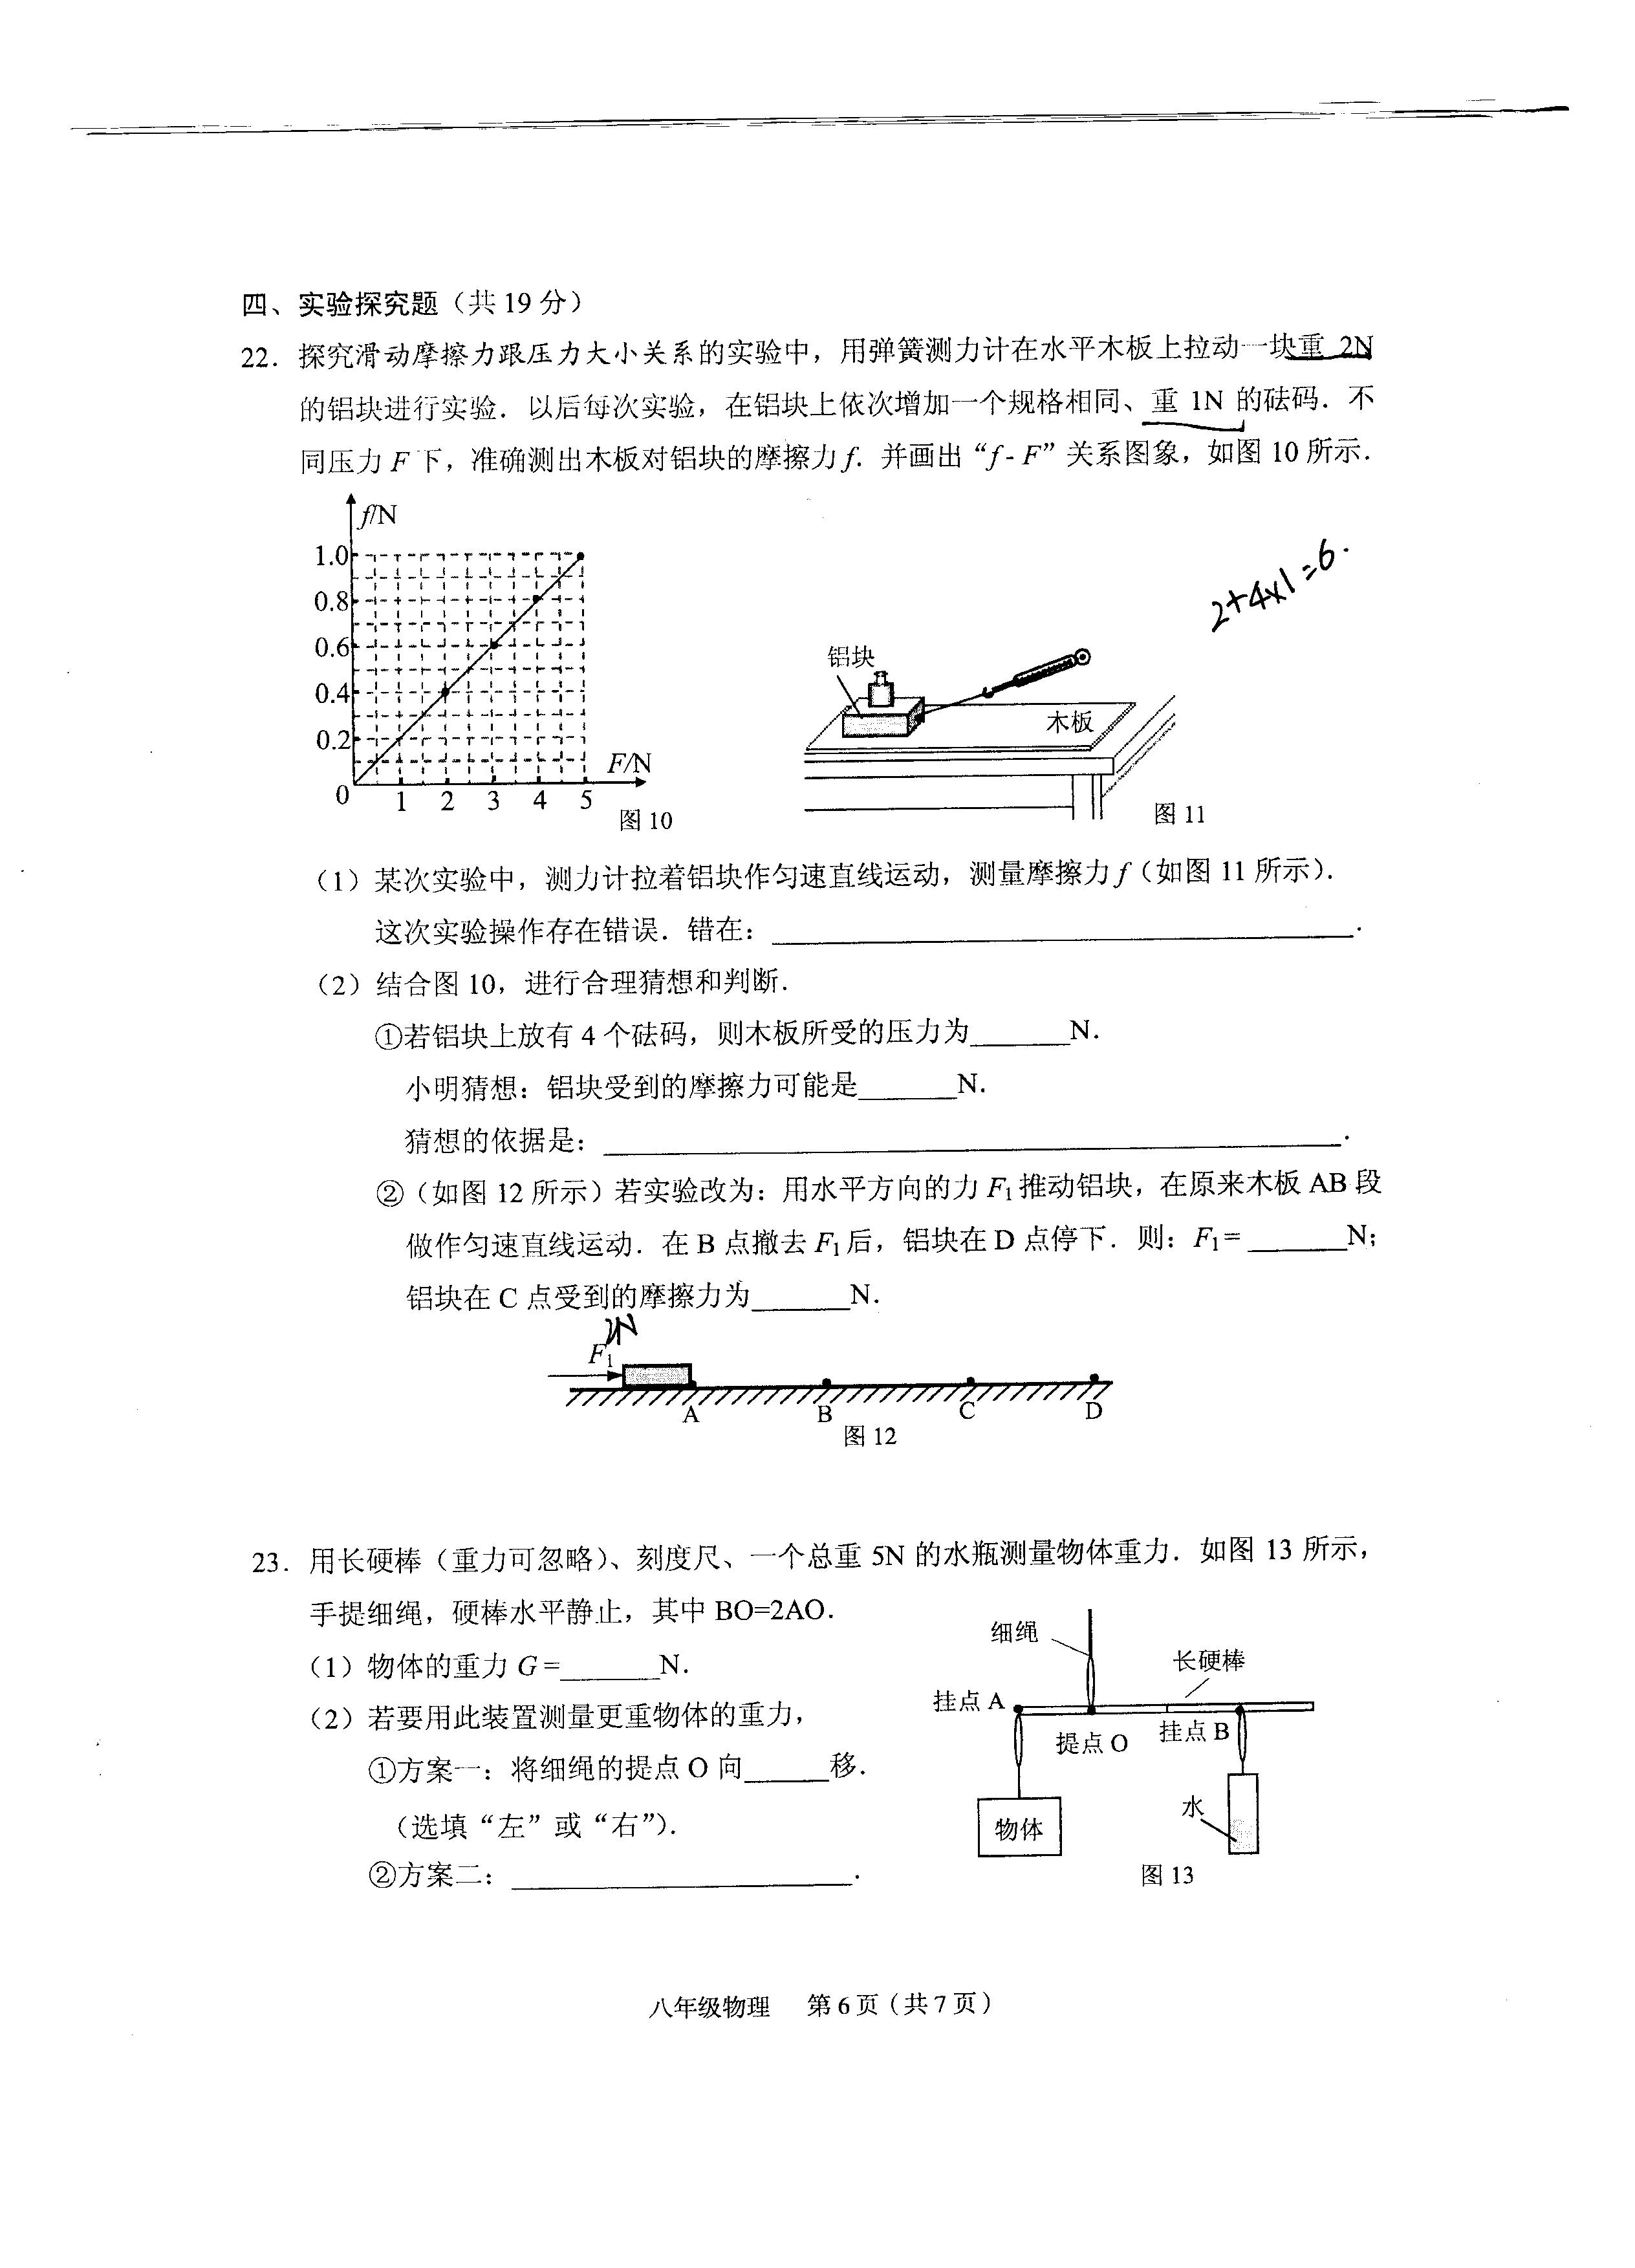 四、实验探究题（共 19 分）
22．探究滑动摩擦力跟压力大小关系的实验中，用弹簧测力计在水平木板上拉动一块重 2N
的铝块进行实验．以后每次实验，在铝块上依次增加一个规格相同、重 1N 的砝码．不
同压力 F 下，准确测出木板对铝块的摩擦力 f．并画出“f - F”关系图象，如图 10 所示．
f/N
1.0
0.8
0.6
0.4
0.2
0
1 2 3 4 5
F/N
图 10
2+4×1=6.
铝块
木板
图 11
（1）某次实验中，测力计拉着铝块作匀速直线运动，测量摩擦力 f（如图 11 所示）．
这次实验操作存在错误．错在：______．
（2）结合图 10，进行合理猜想和判断．
①若铝块上放有 4 个砝码，则木板所受的压力为______N．
小明猜想：铝块受到的摩擦力可能是______N．
猜想的依据是：______．
②（如图 12 所示）若实验改为：用水平方向的力 F₁ 推动铝块，在原来木板 AB 段
做作匀速直线运动．在 B 点撤去 F₁ 后，铝块在 D 点停下．则：F₁= ______N；
铝块在 C 点受到的摩擦力为______N．
2N
F₁
A B C D
图 12
23．用长硬棒（重力可忽略）、刻度尺、一个总重 5N 的水瓶测量物体重力．如图 13 所示，
手提细绳，硬棒水平静止，其中 BO=2AO．
（1）物体的重力 G =______N．
（2）若要用此装置测量更重物体的重力，
①方案一：将细绳的提点 O 向______移．
（选填“左”或“右”）．
②方案二：______．
细绳
长硬棒
挂点 A
提点 O
挂点 B
水
物体
图 13
八年级物理 第 6 页（共 7 页）